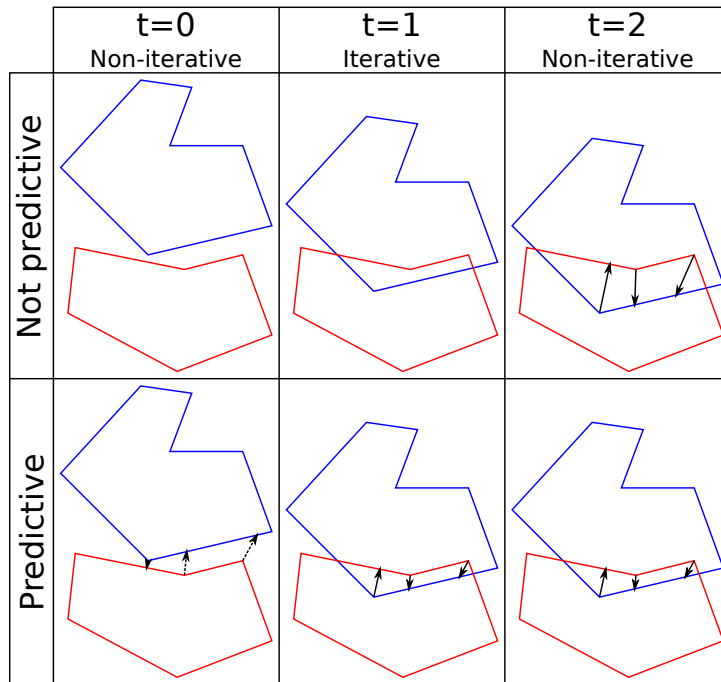 t=0
Non-iterative
t=1
Iterative
t=2
Non-iterative
Not predictive
Predictive